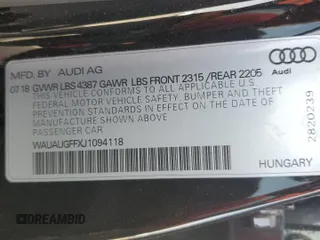 MFD. BY AUDI AG
07/18 GWVR LBS 4387 GAWR LBS FRONT 2315 /REAR 2205
THIS VEHICLE CONFORMS TO ALL APPLICABLE U.S.
FEDERAL MOTOR VEHICLE SAFETY, BUMPER AND THEFT
PREVENTION STANDARDS IN EFFECT ON THE DATE OF
MANUFACTURE SHOWN ABOVE.
PASSENGER CAR
WAUAUGFFXJ1094118
HUNGARY
Audi
2820239
© DREAMBID